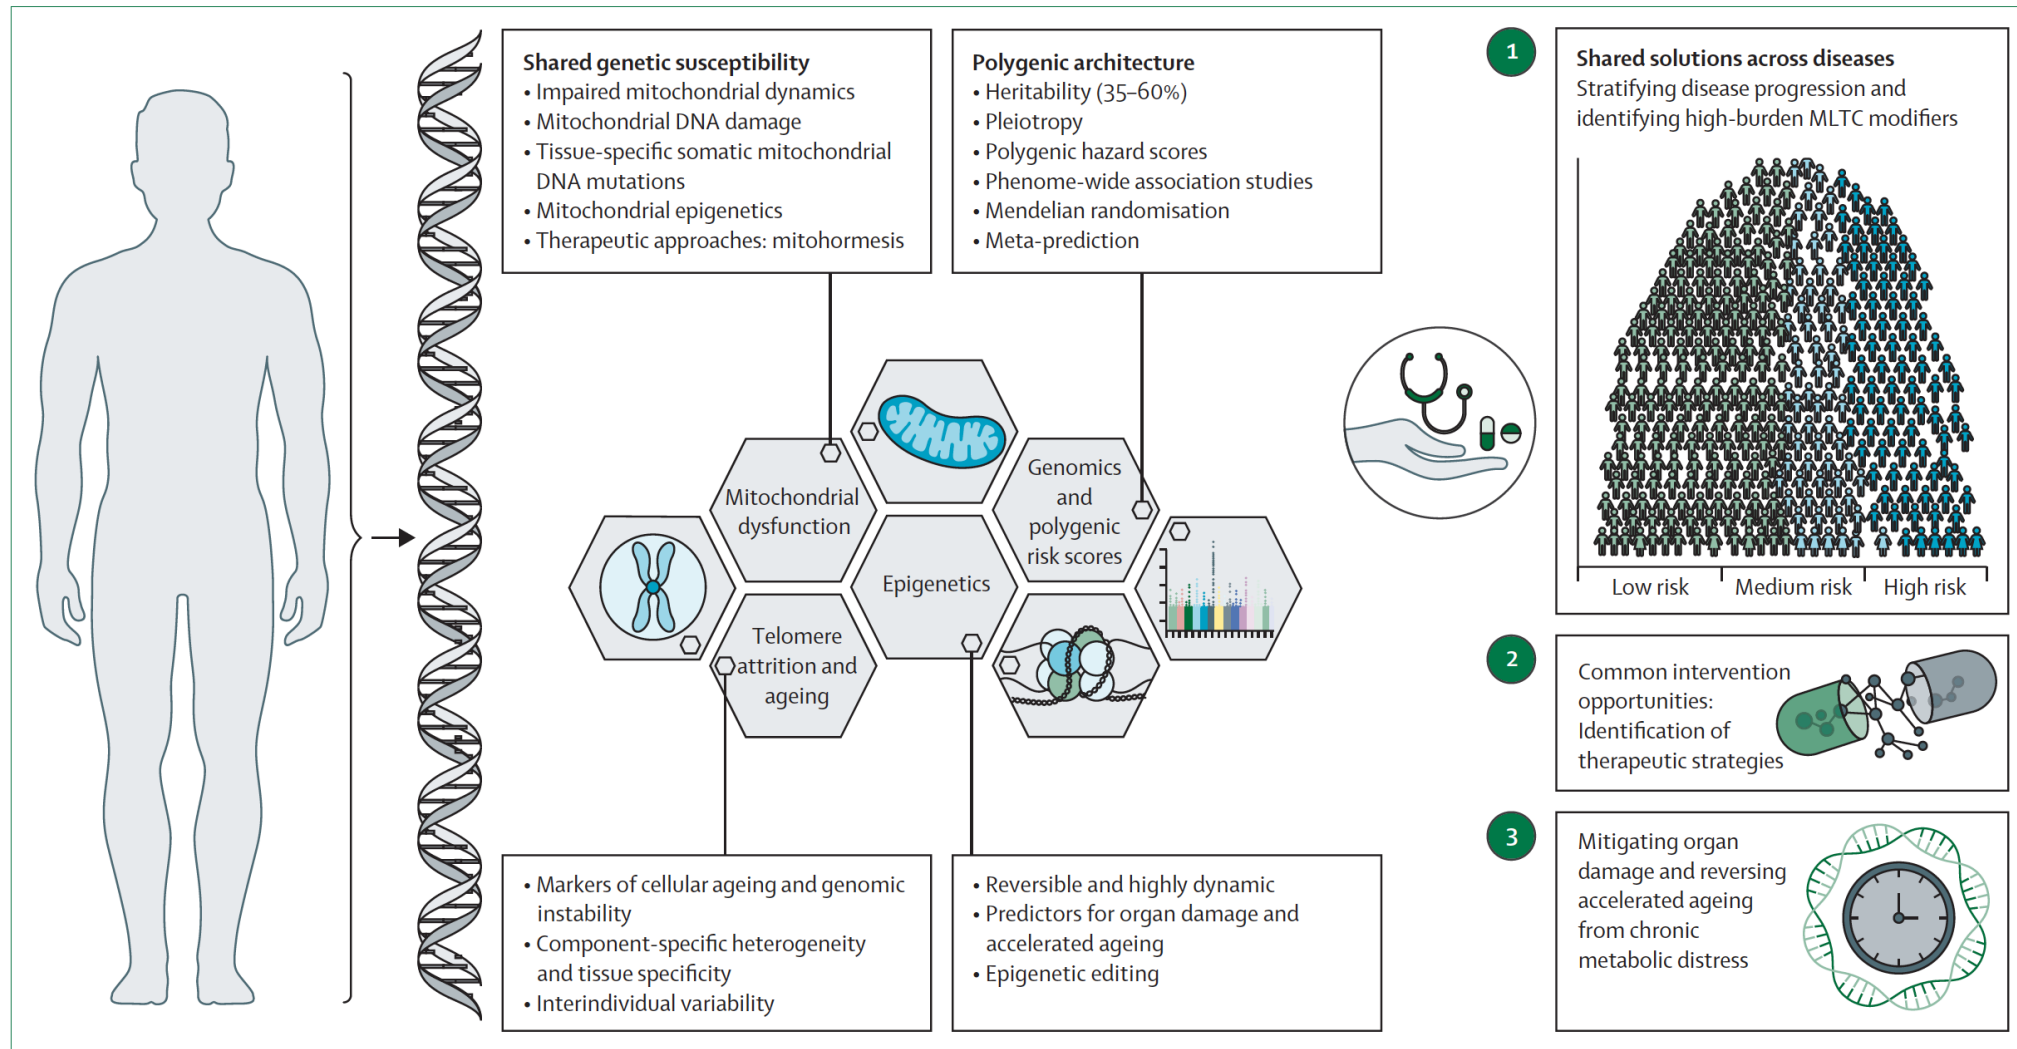 Shared genetic susceptibility
• Impaired mitochondrial dynamics
• Mitochondrial DNA damage
• Tissue-specific somatic mitochondrial
DNA mutations
• Mitochondrial epigenetics
• Therapeutic approaches: mitohormesis
Polygenic architecture
• Heritability (35–60%)
• Pleiotropy
• Polygenic hazard scores
• Phenome-wide association studies
• Mendelian randomisation
• Meta-prediction
Mitochondrial
dysfunction
Genomics
and
polygenic
risk scores
Epigenetics
Telomere
attrition and
ageing
• Markers of cellular ageing and genomic
instability
• Component-specific heterogeneity
and tissue specificity
• Interindividual variability
• Reversible and highly dynamic
• Predictors for organ damage and
accelerated ageing
• Epigenetic editing
1
Shared solutions across diseases
Stratifying disease progression and
identifying high-burden MLTC modifiers
Low risk
Medium risk
High risk
2
Common intervention
opportunities:
Identification of
therapeutic strategies
3
Mitigating organ
damage and reversing
accelerated ageing
from chronic
metabolic distress